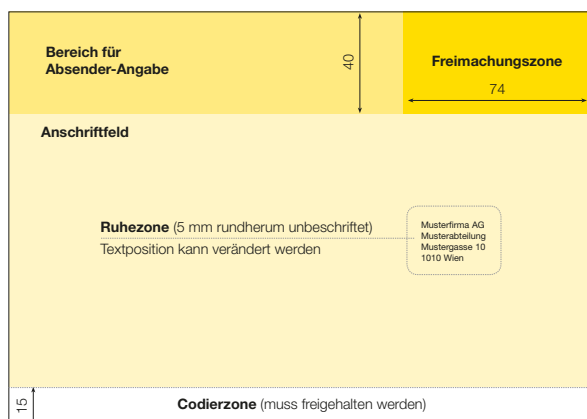 Bereich für
Absender-Angabe
40
Freimachungszone
74
Anschriftfeld
Ruhezone (5 mm rundherum unbeschriftet)
Textposition kann verändert werden
Musterfirma AG
Musterabteilung
Mustergasse 10
1010 Wien
15
Codierzone (muss freigehalten werden)